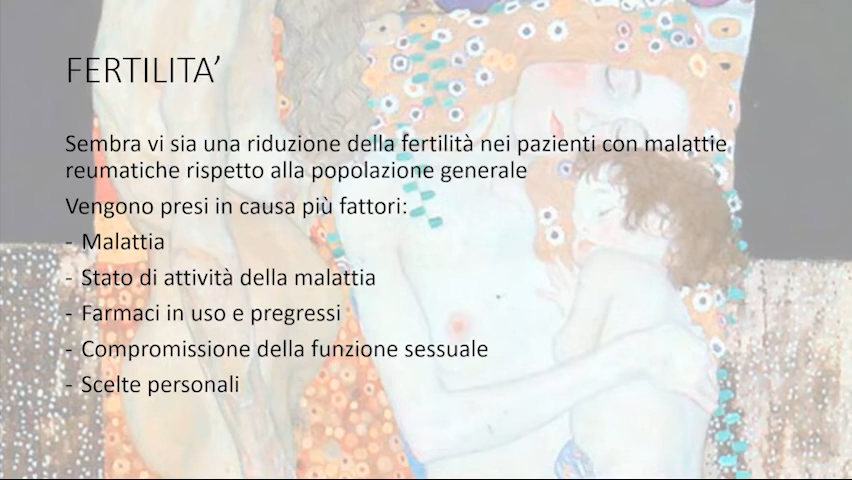 FERTILITA’
Sembra vi sia una riduzione della fertilità nei pazienti con malattie
reumatiche rispetto alla popolazione generale
Vengono presi in causa più fattori:
- Malattia
- Stato di attività della malattia
- Farmaci in uso e pregressi
- Compromissione della funzione sessuale
- Scelte personali